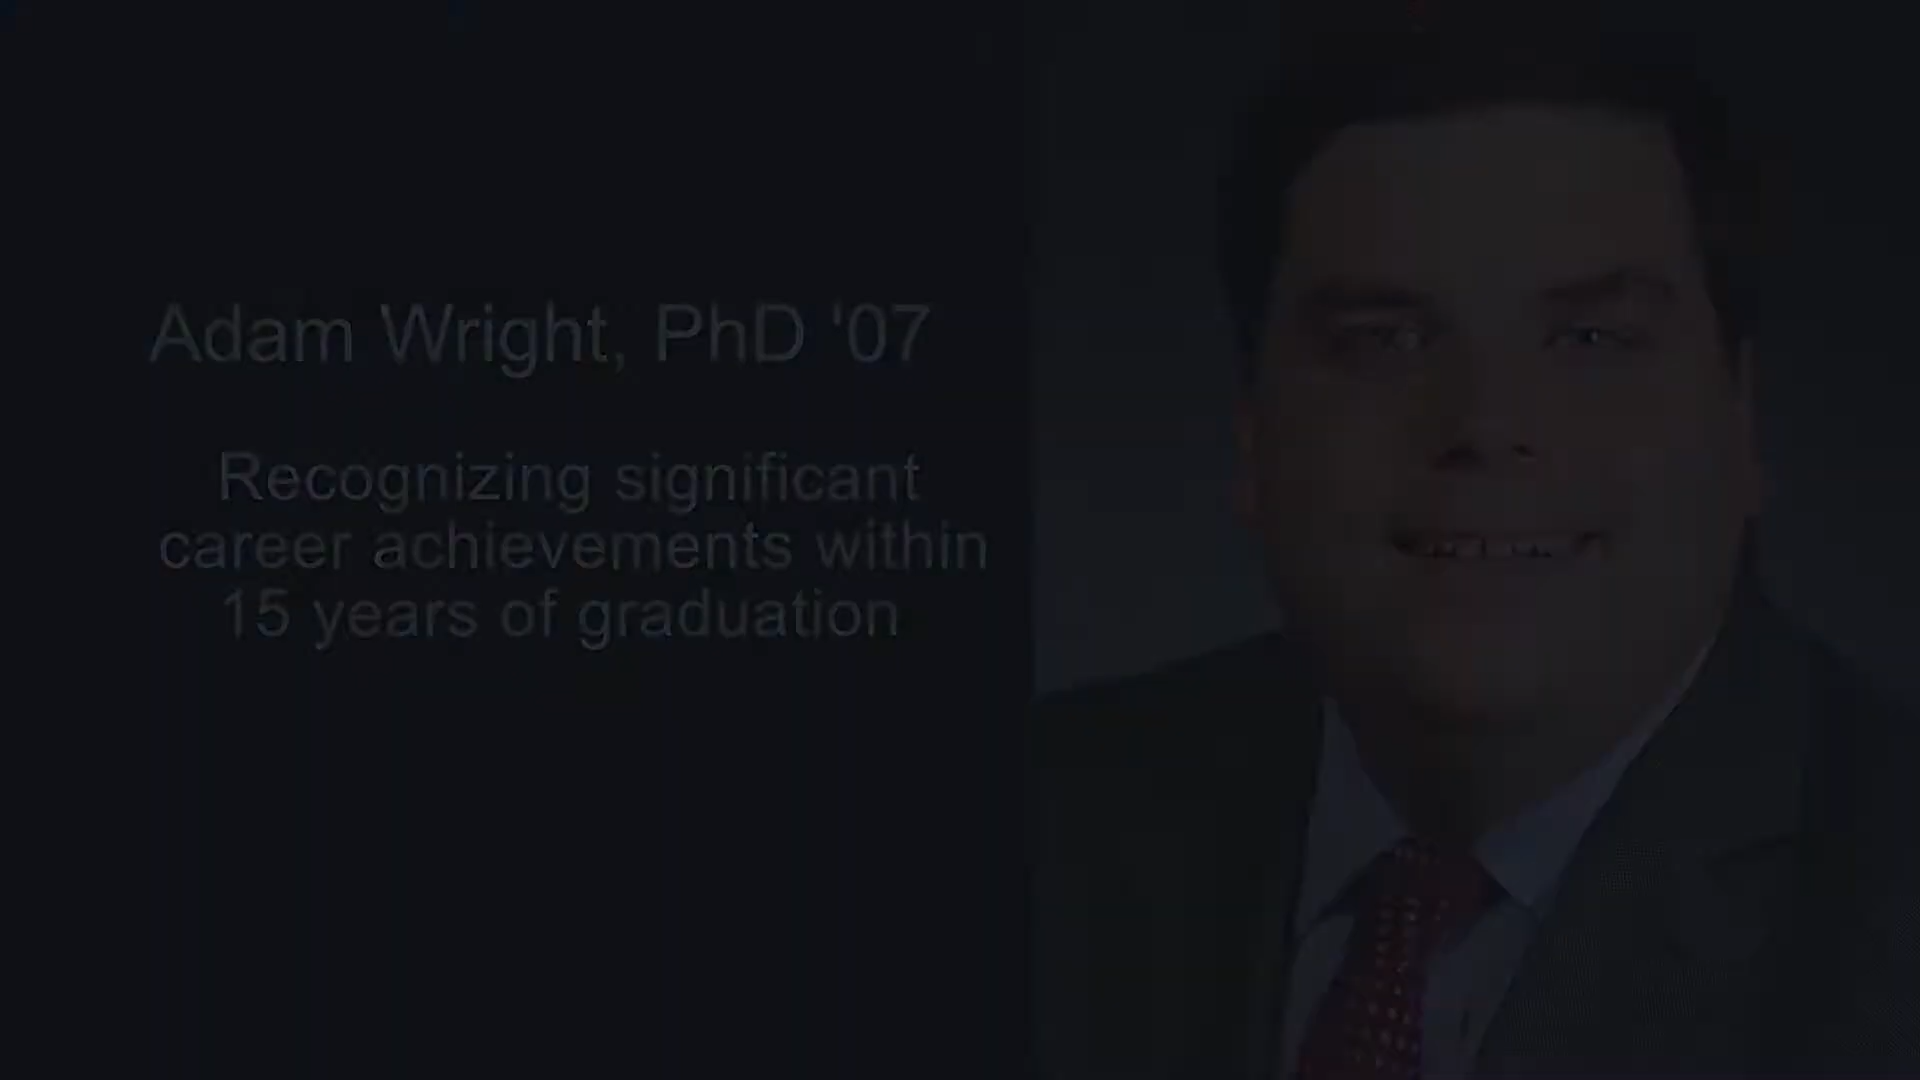 Adam Wright, PhD '07
Recognizing significant
career achievements within
15 years of graduation